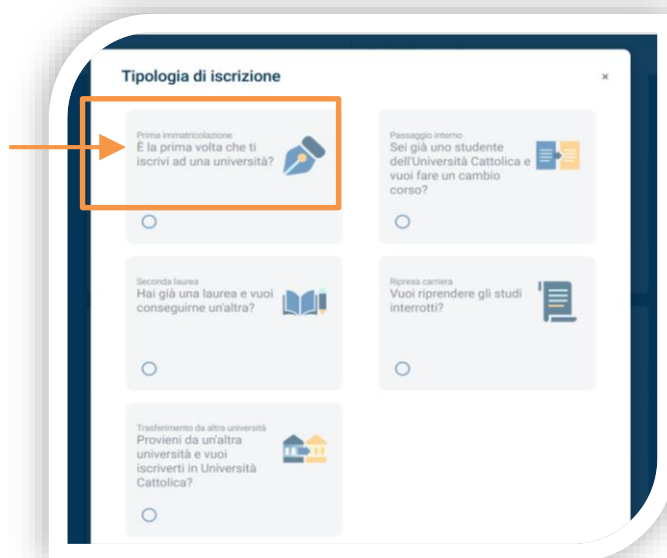 Tipologia di iscrizione
×
Prima immatricolazione
È la prima volta che ti
iscrivi ad una università?
Passaggio interno
Sei già uno studente
dell'Università Cattolica e
vuoi fare un cambio
corso?
Seconda laurea
Hai già una laurea e vuoi
conseguirne un'altra?
Ripresa carriera
Vuoi riprendere gli studi
interrotti?
Trasferimento da altra università
Provieni da un'altra
università e vuoi
iscriverti in Università
Cattolica?